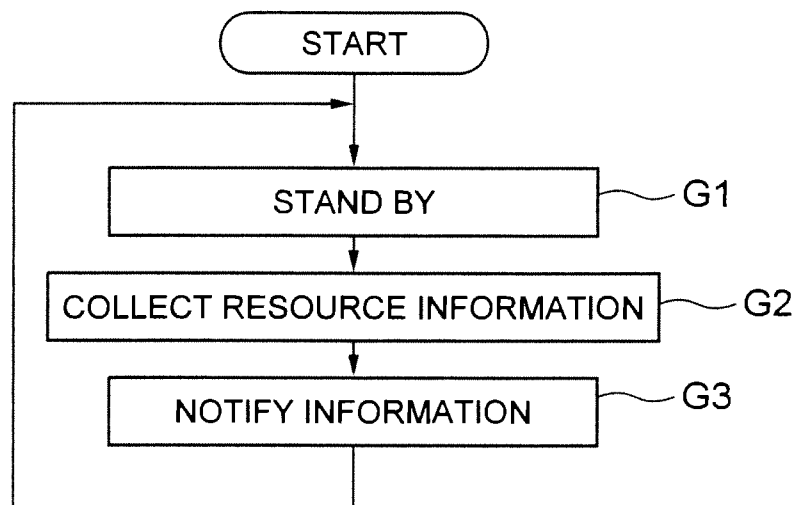 START
STAND BY
G1
COLLECT RESOURCE INFORMATION
G2
NOTIFY INFORMATION
G3